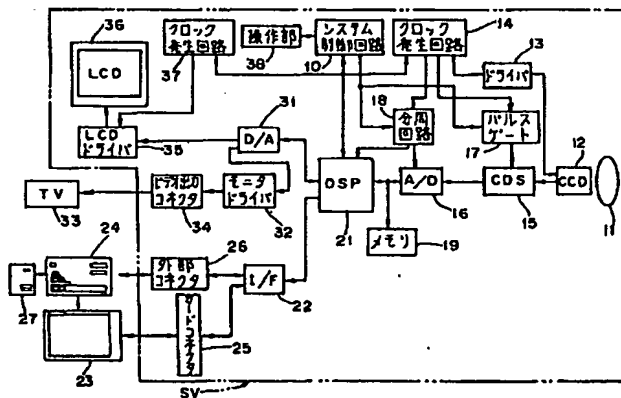 36
LCD
クロック
発生回路
37
操作部
38
システム
制御回路
10
クロック
発生回路
14
13
ドライバ
18
分周
回路
パルス
ゲート
17
12
CCD
11
LCD
ドライバ
35
D/A
31
DSP
21
A/D
16
CDS
15
TV
33
ビデオ出力
コネクタ
34
モニタ
ドライバ
32
メモリ
19
24
外部
コネクタ
26
I/F
22
27
23
カードコネクタ
25
SV